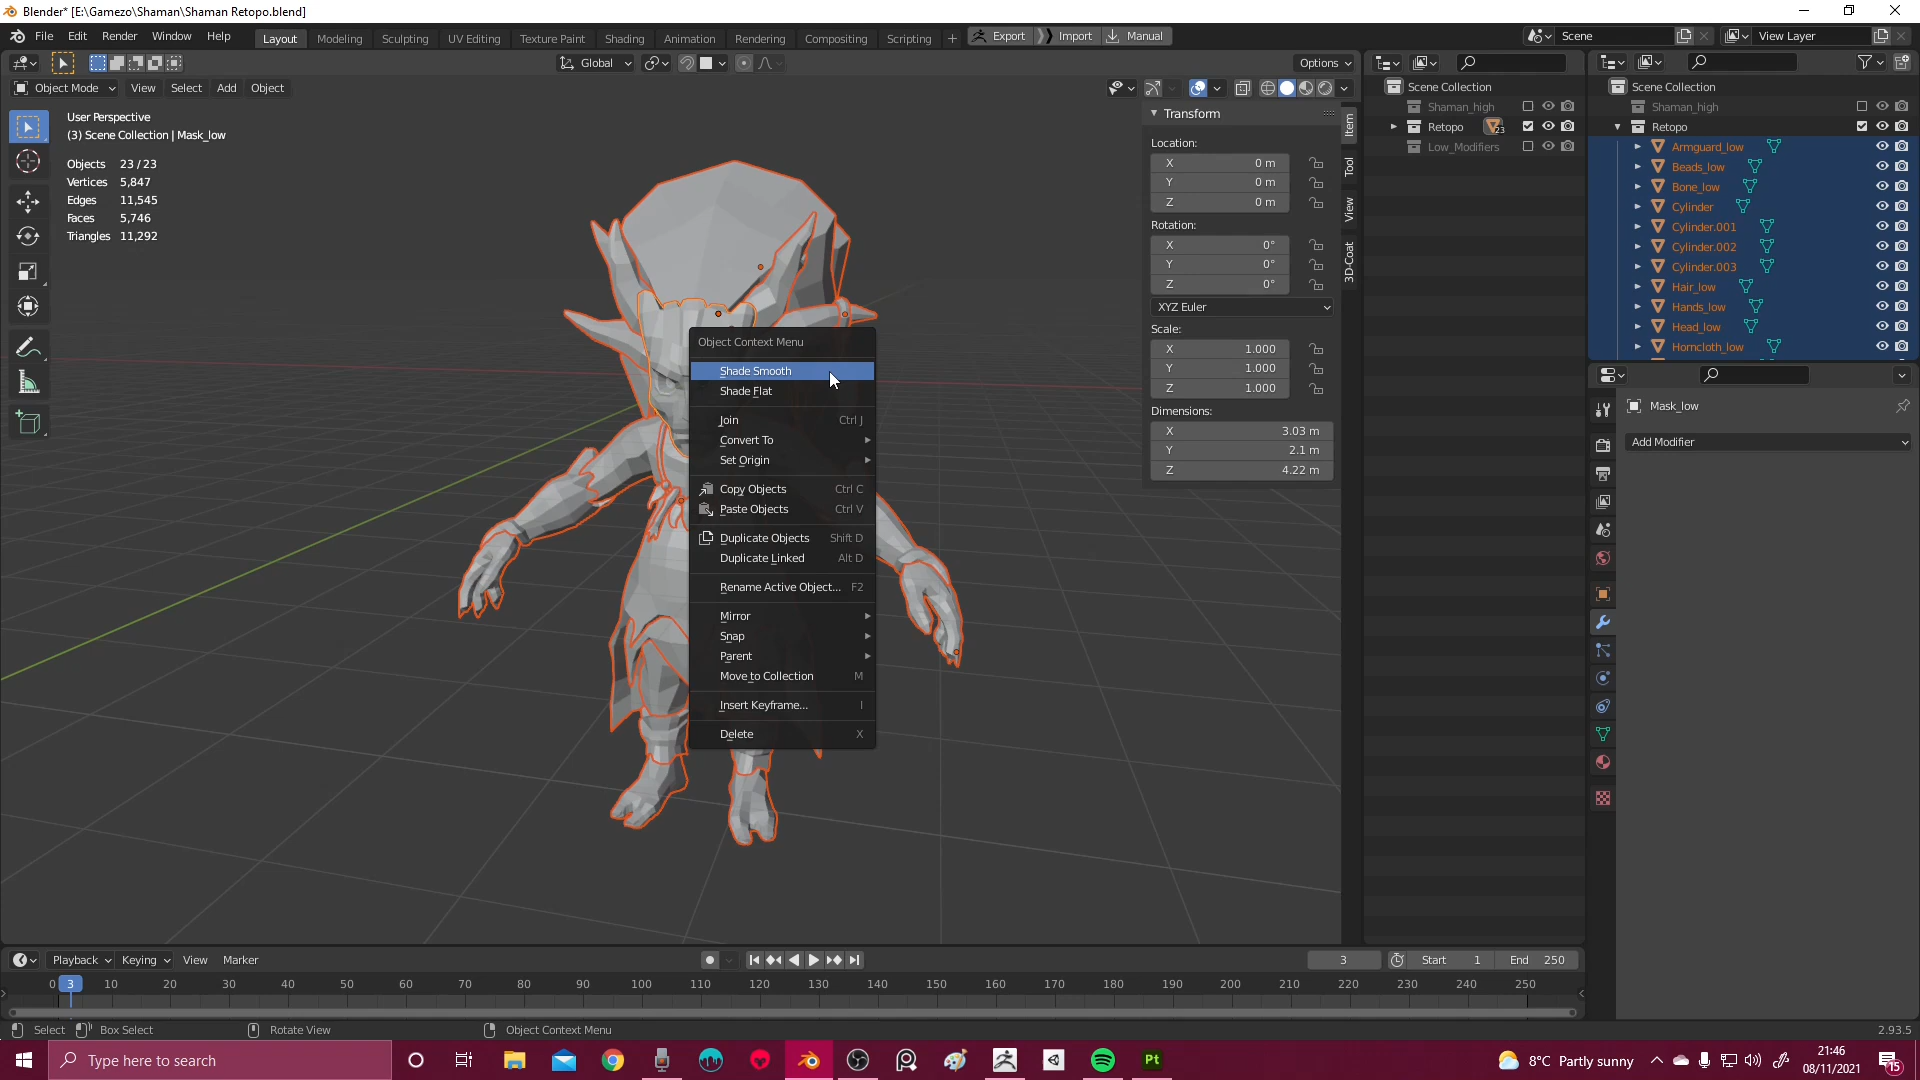 Blender* [E:\Gamezo\Shaman\Shaman Retopo.blend]
File Edit Render Window Help
Layout Modeling Sculpting UV Editing Texture Paint Shading Animation Rendering Compositing Scripting
Export Import Manual
Scene View Layer
Global
Options
Object Mode View Select Add Object
User Perspective
(3) Scene Collection | Mask_low
Objects 23 / 23
Vertices 5,847
Edges 11,545
Faces 5,746
Triangles 11,292
Object Context Menu
Shade Smooth
Shade Flat
Join Ctrl J
Convert To
Set Origin
Copy Objects Ctrl C
Paste Objects Ctrl V
Duplicate Objects Shift D
Duplicate Linked Alt D
Rename Active Object... F2
Mirror
Snap
Parent
Move to Collection M
Insert Keyframe... I
Delete X
Transform
Location:
X 0 m
Y 0 m
Z 0 m
Rotation:
X 0°
Y 0°
Z 0°
XYZ Euler
Scale:
X 1.000
Y 1.000
Z 1.000
Dimensions:
X 3.03 m
Y 2.1 m
Z 4.22 m
Item
Tool
View
3D-Coat
Scene Collection
Shaman_high
Retopo 23
Low_Modifiers
Scene Collection
Shaman_high
Retopo
Armguard_low
Beads_low
Bone_low
Cylinder
Cylinder.001
Cylinder.002
Cylinder.003
Hair_low
Hands_low
Head_low
Horncloth_low
Mask_low
Add Modifier
Playback Keying View Marker
3 Start 1 End 250
0 3 10 20 30 40 50 60 70 80 90 100 110 120 130 140 150 160 170 180 190 200 210 220 230 240 250
Select Box Select Rotate View Object Context Menu
2.93.5
Type here to search
Pt
8°C Partly sunny
21:46
08/11/2021
15